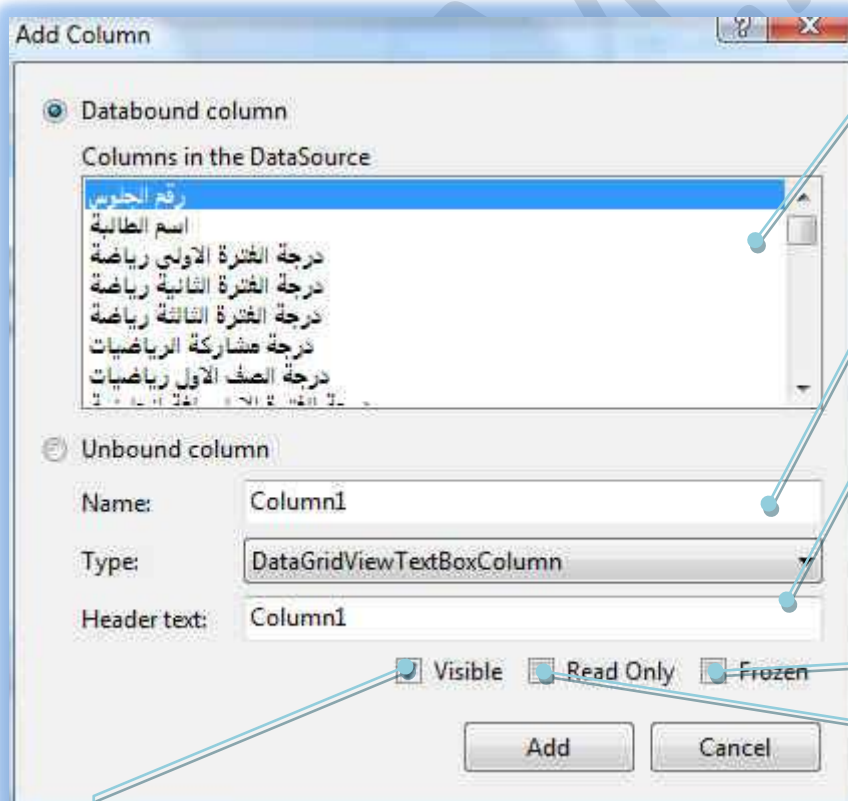 Add Column
Databound column
Columns in the DataSource
رقم الجلوس
اسم الطالبة
درجة الفترة الاولى رياضة
درجة الفترة الثانية رياضة
درجة الفترة الثالثة رياضة
درجة مشاركة الرياضيات
درجة الصف الاول رياضيات
Unbound column
Name: Column1
Type: DataGridViewTextBoxColumn
Header text: Column1
Visible Read Only Frozen
Add Cancel